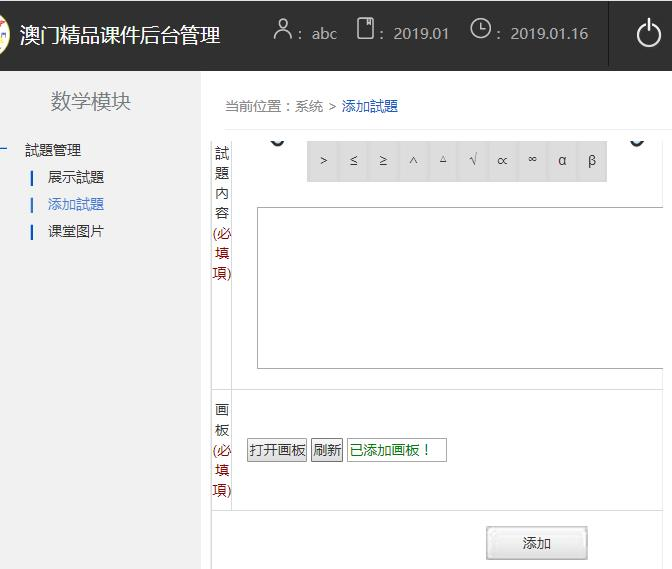 澳门精品课件后台管理
: abc : 2019.01 : 2019.01.16
数学模块
当前位置：系统 > 添加試題
試題管理
展示試題
添加試題
课堂图片
試
題
内
容
(必
填
項)
> ≤ ≥ ∧ △ √ ∝ ∞ α β
画
板
(必
填
項)
打开画板 刷新 已添加画板！
添加